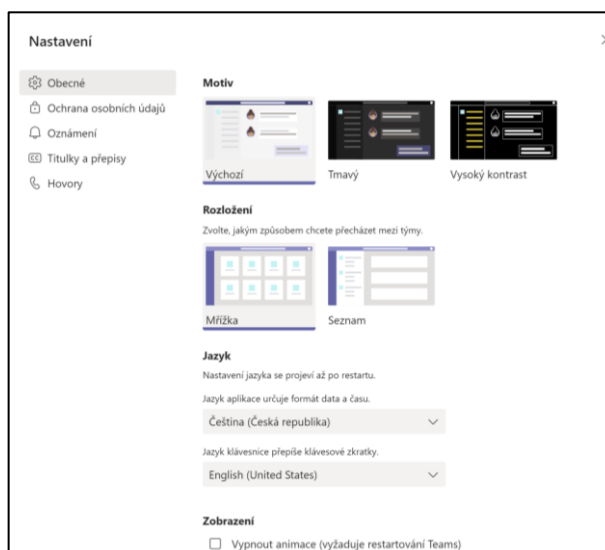 Nastavení
Obecné
Ochrana osobních údajů
Oznámení
Titulky a přepisy
Hovory
Motiv
Výchozí
Tmavý
Vysoký kontrast
Rozložení
Zvolte, jakým způsobem chcete přecházet mezi týmy.
Mřížka
Seznam
Jazyk
Nastavení jazyka se projeví až po restartu.
Jazyk aplikace určuje formát data a času.
Čeština (Česká republika)
Jazyk klávesnice přepíše klávesové zkratky.
English (United States)
Zobrazení
Vypnout animace (vyžaduje restartování Teams)